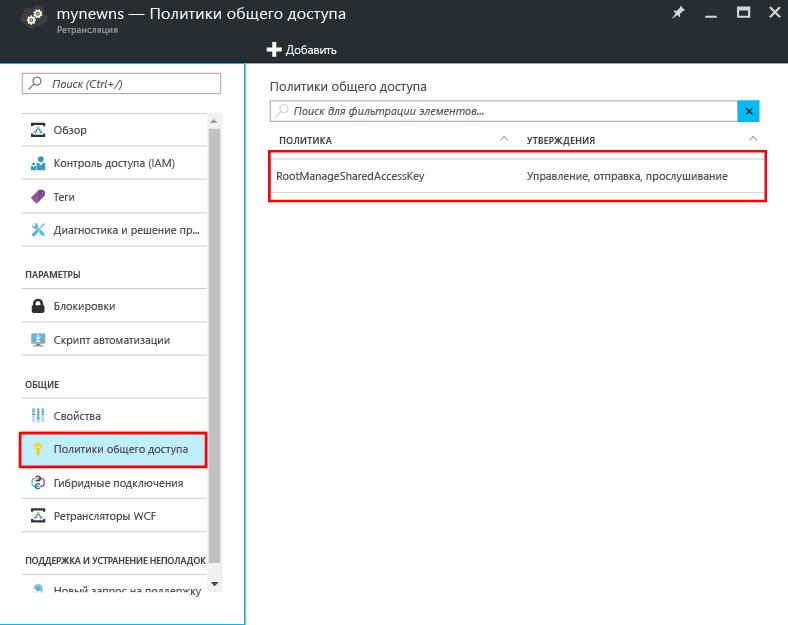 mynewns — Политики общего доступа
Ретрансляция
Добавить
Поиск (Ctrl+/)
Обзор
Контроль доступа (IAM)
Теги
Диагностика и решение пр...
ПАРАМЕТРЫ
Блокировки
Скрипт автоматизации
ОБЩИЕ
Свойства
Политики общего доступа
Гибридные подключения
Ретрансляторы WCF
ПОДДЕРЖКА И УСТРАНЕНИЕ НЕПОЛАДОК
Новый запрос на поддержку
Политики общего доступа
Поиск для фильтрации элементов...
ПОЛИТИКА УТВЕРЖДЕНИЯ
RootManageSharedAccessKey Управление, отправка, прослушивание